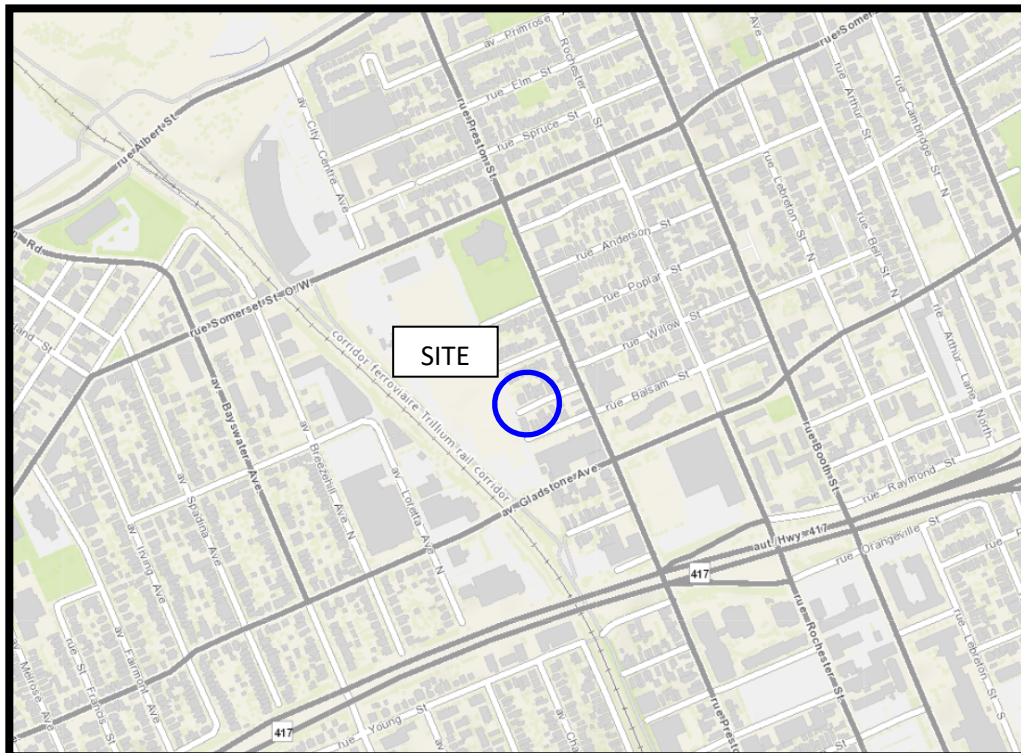 av Primrose
rue Elm St
rue Spruce St
Rochester St
rue Preston St
av City Centre Ave
rue Albert St
Ave
rue Somer
rue Arthur St
rue Cambridge St N
rue Lebreton St N
rue Bell St N
rue Anderson St
rue Poplar St
rue Willow St
rue Balsam St
Rd
rue Somerset St O/W
corridor ferroviaire Trillium rail corridor
SITE
rle Arthur Lane North
av Bayswater Ave
av Breezehill Ave N
av Loretta Ave N
av Gladstone Ave
rue Booth St
rue Raymond St
aut./Hwy 417
rue Orangeville St
417
av Spadina Ave
av Irving Ave
av Fairmont Ave
rue St Francis St
av Melrose Ave
rue Rochester St
rue Lebreton St S
rue Presto
rue Young St
417